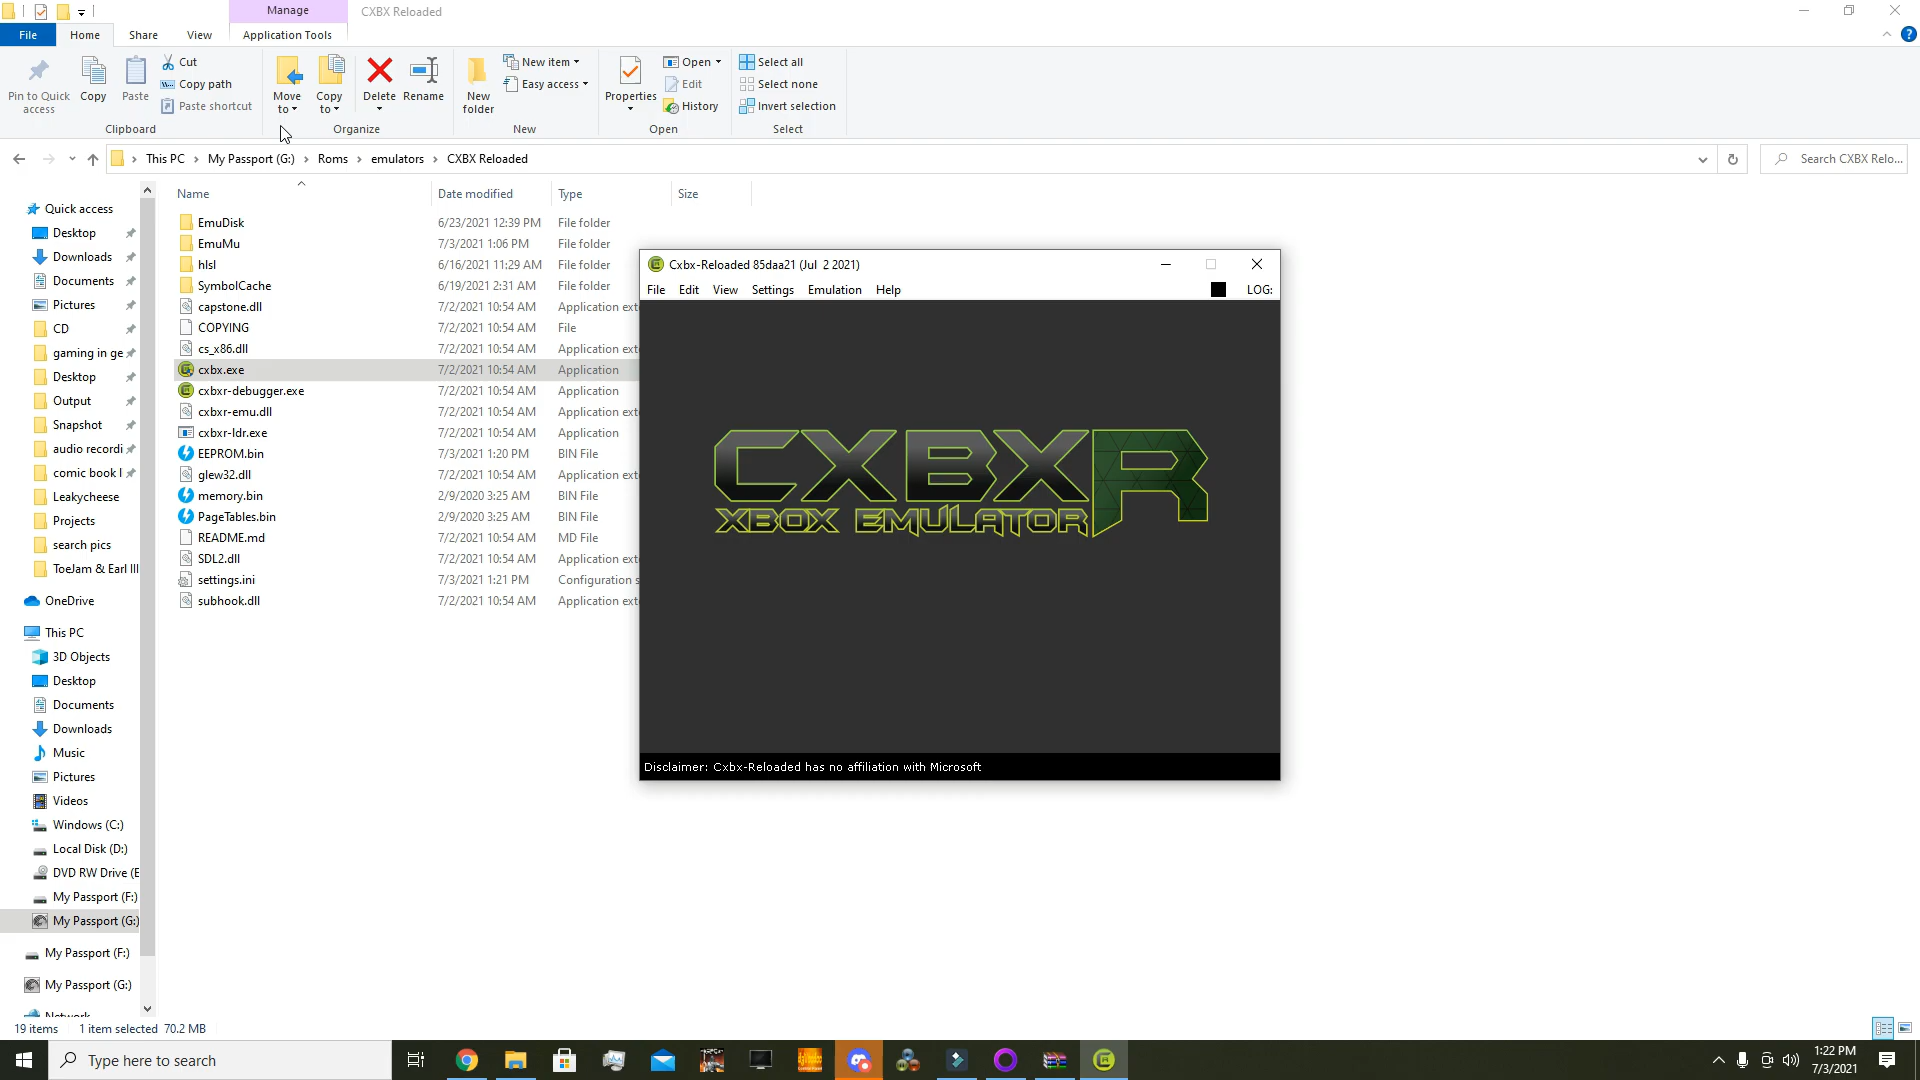 Manage
CXBX Reloaded
File
Home
Share
View
Application Tools
Pin to Quick access
Copy
Paste
Cut
Copy path
Paste shortcut
Move to
Copy to
Delete
Rename
New folder
New item
Easy access
Properties
Open
Edit
History
Select all
Select none
Invert selection
Clipboard
Organize
New
Open
Select
This PC
My Passport (G:)
Roms
emulators
CXBX Reloaded
Search CXBX Relo...
Name
Date modified
Type
Size
Quick access
Desktop
Downloads
Documents
Pictures
CD
gaming in ge
Desktop
Output
Snapshot
audio recordi
comic book l
Leakycheese
Projects
search pics
ToeJam & Earl III
OneDrive
This PC
3D Objects
Desktop
Documents
Downloads
Music
Pictures
Videos
Windows (C:)
Local Disk (D:)
DVD RW Drive (E
My Passport (F:)
My Passport (G:)
My Passport (F:)
My Passport (G:)
Network
EmuDisk 6/23/2021 12:39 PM File folder
EmuMu 7/3/2021 1:06 PM File folder
hlsl 6/16/2021 11:29 AM File folder
SymbolCache 6/19/2021 2:31 AM File folder
capstone.dll 7/2/2021 10:54 AM Application ext
COPYING 7/2/2021 10:54 AM File
cs_x86.dll 7/2/2021 10:54 AM Application ext
cxbx.exe 7/2/2021 10:54 AM Application
cxbxr-debugger.exe 7/2/2021 10:54 AM Application
cxbxr-emu.dll 7/2/2021 10:54 AM Application ext
cxbxr-ldr.exe 7/2/2021 10:54 AM Application
EEPROM.bin 7/3/2021 1:20 PM BIN File
glew32.dll 7/2/2021 10:54 AM Application ext
memory.bin 2/9/2020 3:25 AM BIN File
PageTables.bin 2/9/2020 3:25 AM BIN File
README.md 7/2/2021 10:54 AM MD File
SDL2.dll 7/2/2021 10:54 AM Application ext
settings.ini 7/3/2021 1:21 PM Configuration s
subhook.dll 7/2/2021 10:54 AM Application ext
Cxbx-Reloaded 85daa21 (Jul 2 2021)
File Edit View Settings Emulation Help
LOG:
CXBXR
XBOX EMULATOR
Disclaimer: Cxbx-Reloaded has no affiliation with Microsoft
19 items 1 item selected 70.2 MB
Type here to search
1:22 PM
7/3/2021